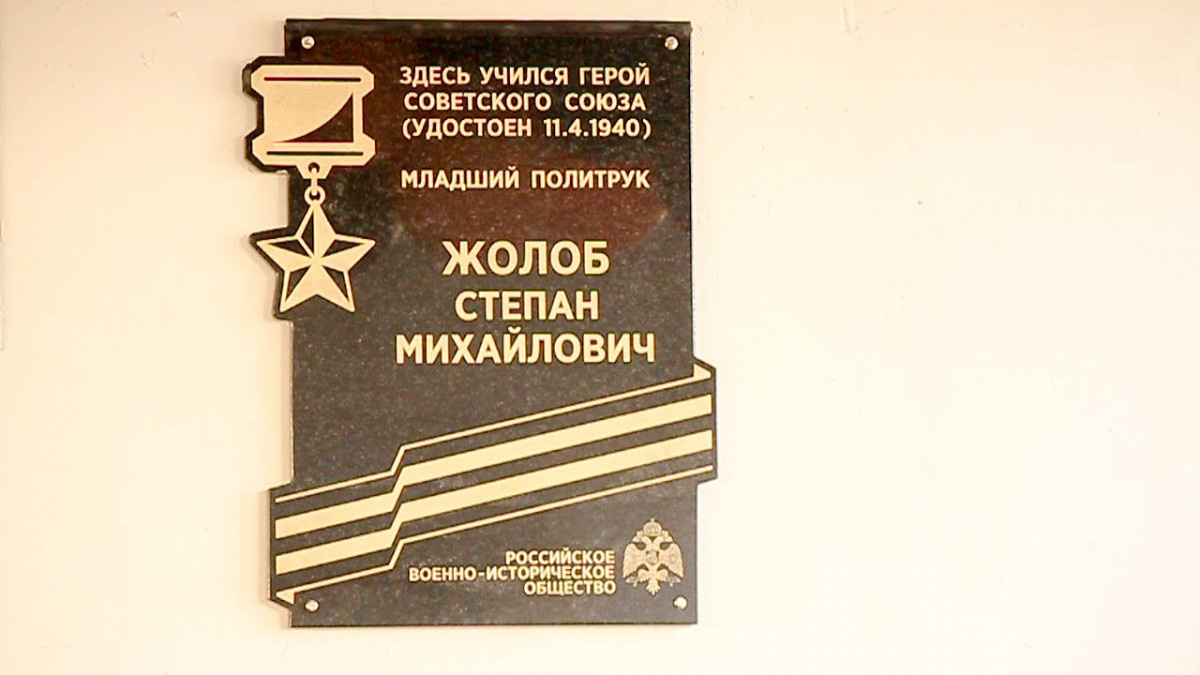 ЗДЕСЬ УЧИЛСЯ ГЕРОЙ
СОВЕТСКОГО СОЮЗА
(УДОСТОЕН 11.4.1940)
МЛАДШИЙ ПОЛИТРУК
ЖОЛОБ
СТЕПАН
МИХАЙЛОВИЧ
РОССИЙСКОЕ
ВОЕННО-ИСТОРИЧЕСКОЕ
ОБЩЕСТВО